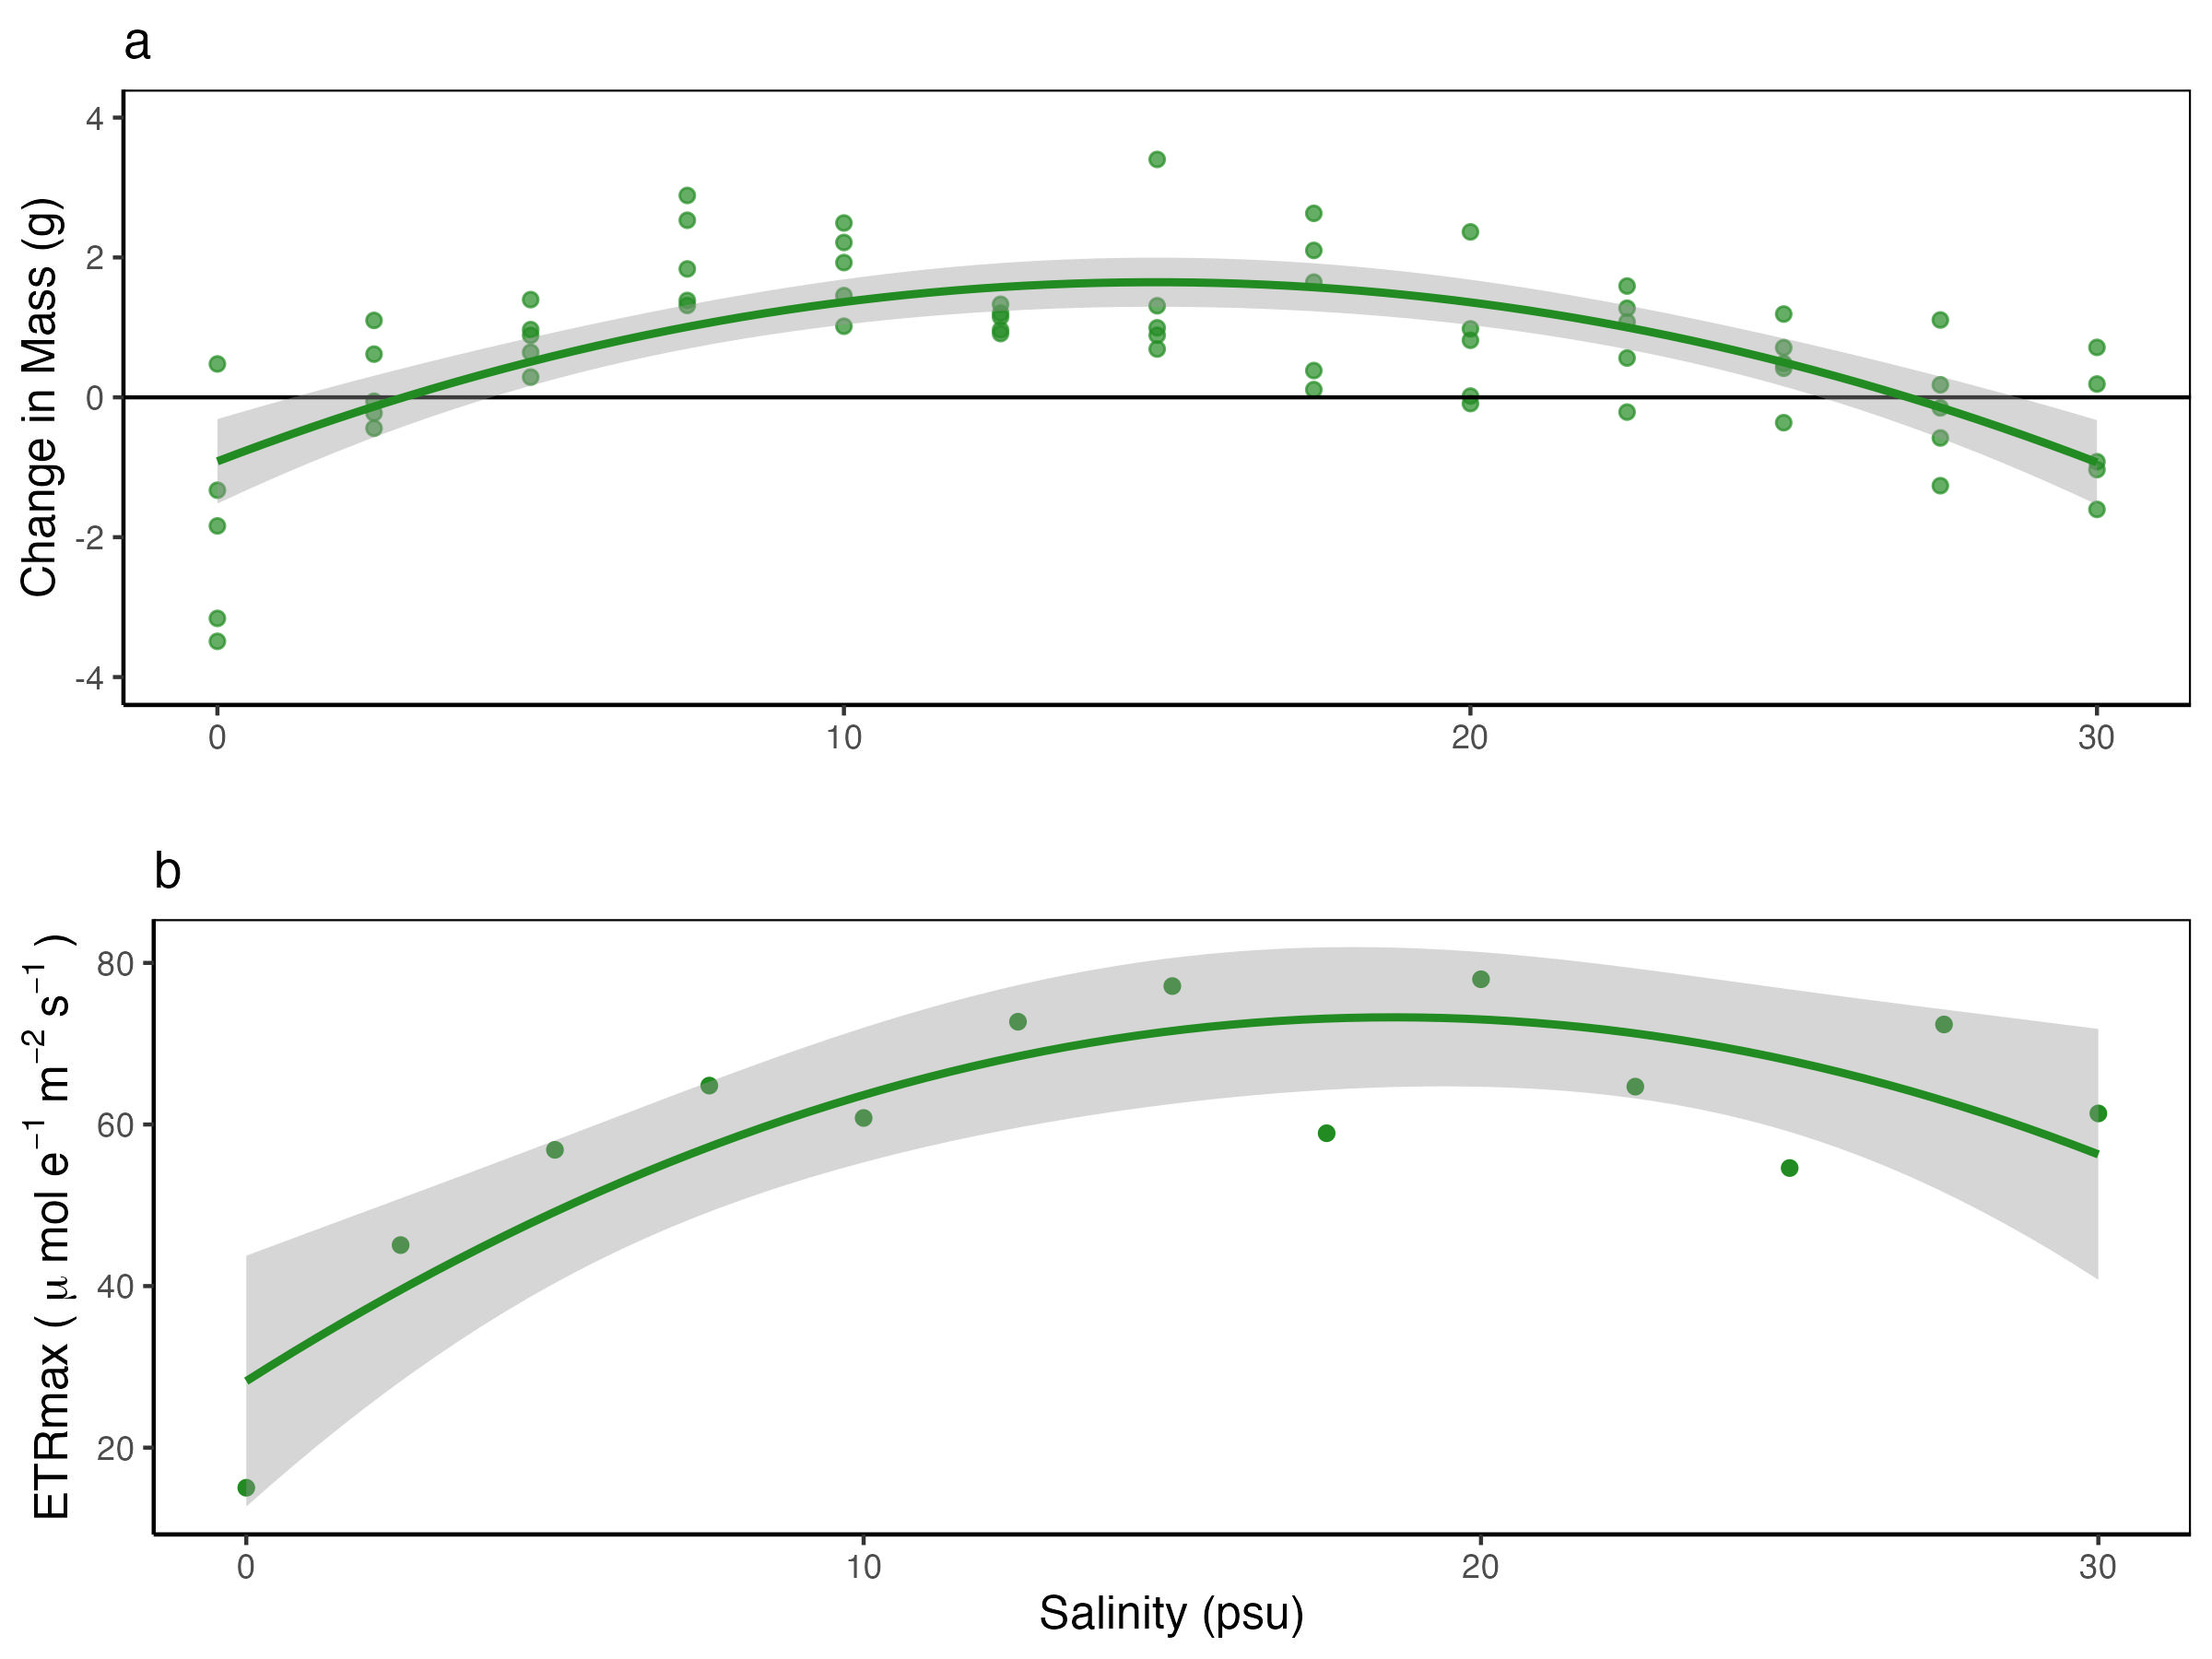 a
Change in Mass (g)
4
2
0
-2
-4
0 10 20 30
b
ETRmax ( μ mol e⁻¹ m⁻² s⁻¹ )
80
60
40
20
0 10 20 30
Salinity (psu)